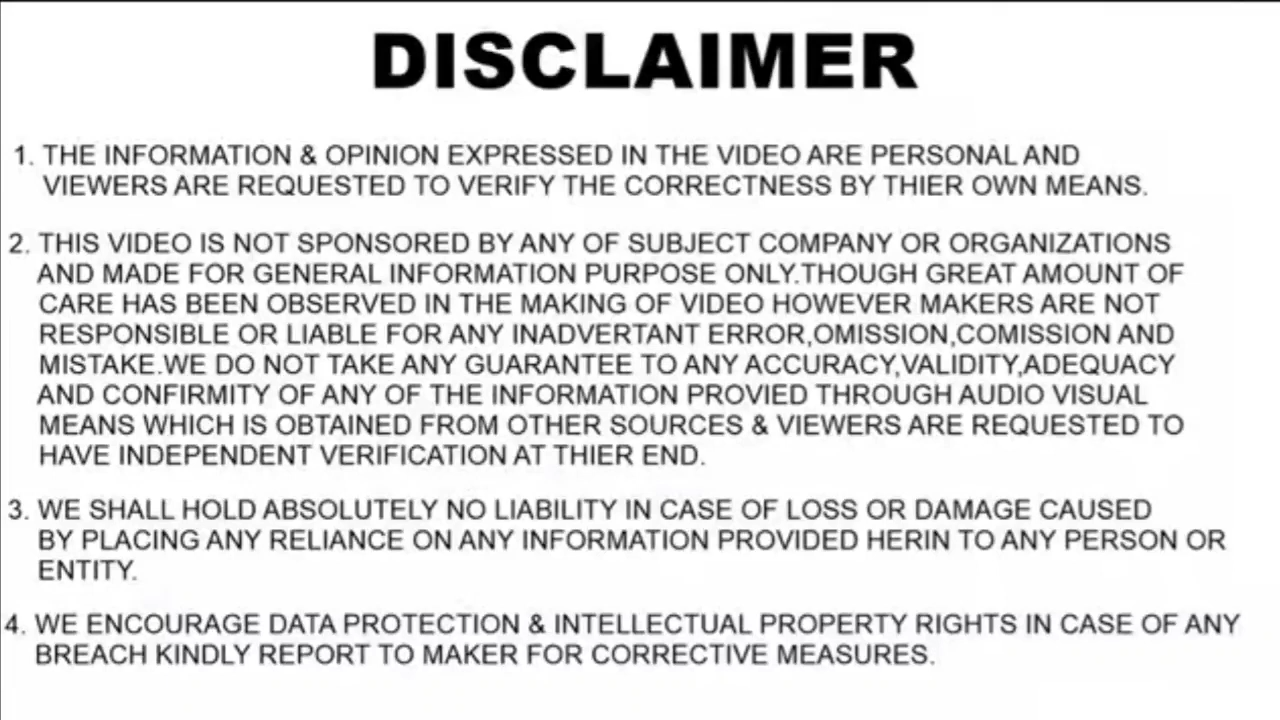 DISCLAIMER
1. THE INFORMATION & OPINION EXPRESSED IN THE VIDEO ARE PERSONAL AND
VIEWERS ARE REQUESTED TO VERIFY THE CORRECTNESS BY THIER OWN MEANS.
2. THIS VIDEO IS NOT SPONSORED BY ANY OF SUBJECT COMPANY OR ORGANIZATIONS
AND MADE FOR GENERAL INFORMATION PURPOSE ONLY.THOUGH GREAT AMOUNT OF
CARE HAS BEEN OBSERVED IN THE MAKING OF VIDEO HOWEVER MAKERS ARE NOT
RESPONSIBLE OR LIABLE FOR ANY INADVERTANT ERROR,OMISSION,COMISSION AND
MISTAKE.WE DO NOT TAKE ANY GUARANTEE TO ANY ACCURACY,VALIDITY,ADEQUACY
AND CONFIRMITY OF ANY OF THE INFORMATION PROVIED THROUGH AUDIO VISUAL
MEANS WHICH IS OBTAINED FROM OTHER SOURCES & VIEWERS ARE REQUESTED TO
HAVE INDEPENDENT VERIFICATION AT THIER END.
3. WE SHALL HOLD ABSOLUTELY NO LIABILITY IN CASE OF LOSS OR DAMAGE CAUSED
BY PLACING ANY RELIANCE ON ANY INFORMATION PROVIDED HERIN TO ANY PERSON OR
ENTITY.
4. WE ENCOURAGE DATA PROTECTION & INTELLECTUAL PROPERTY RIGHTS IN CASE OF ANY
BREACH KINDLY REPORT TO MAKER FOR CORRECTIVE MEASURES.